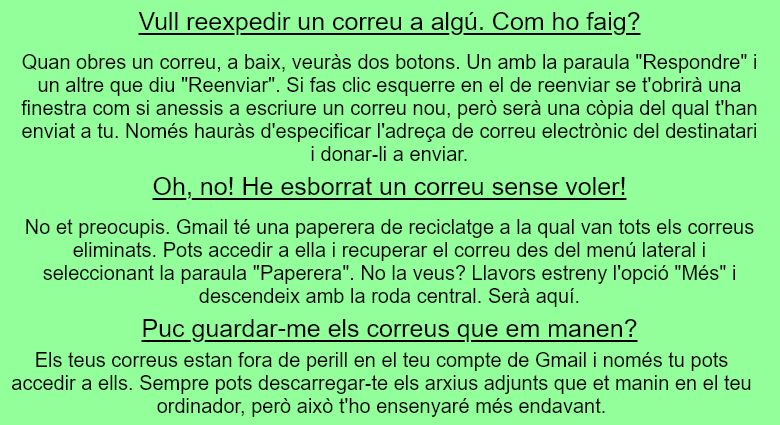 Vull reexpedir un correu a algú. Com ho faig?
Quan obres un correu, a baix, veuràs dos botons. Un amb la paraula "Respondre" i
un altre que diu "Reenviar". Si fas clic esquerre en el de reenviar se t'obrirà una
finestra com si anessis a escriure un correu nou, però serà una còpia del qual t'han
enviat a tu. Només hauràs d'especificar l'adreça de correu electrònic del destinatari
i donar-li a enviar.
Oh, no! He esborrat un correu sense voler!
No et preocupis. Gmail té una paperera de reciclatge a la qual van tots els correus
eliminats. Pots accedir a ella i recuperar el correu des del menú lateral i
seleccionant la paraula "Paperera". No la veus? Llavors estreny l'opció "Més" i
descendeix amb la roda central. Serà aquí.
Puc guardar-me els correus que em manen?
Els teus correus estan fora de perill en el teu compte de Gmail i només tu pots
accedir a ells. Sempre pots descarregar-te els arxius adjunts que et manin en el teu
ordinador, però això t'ho ensenyaré més endavant.